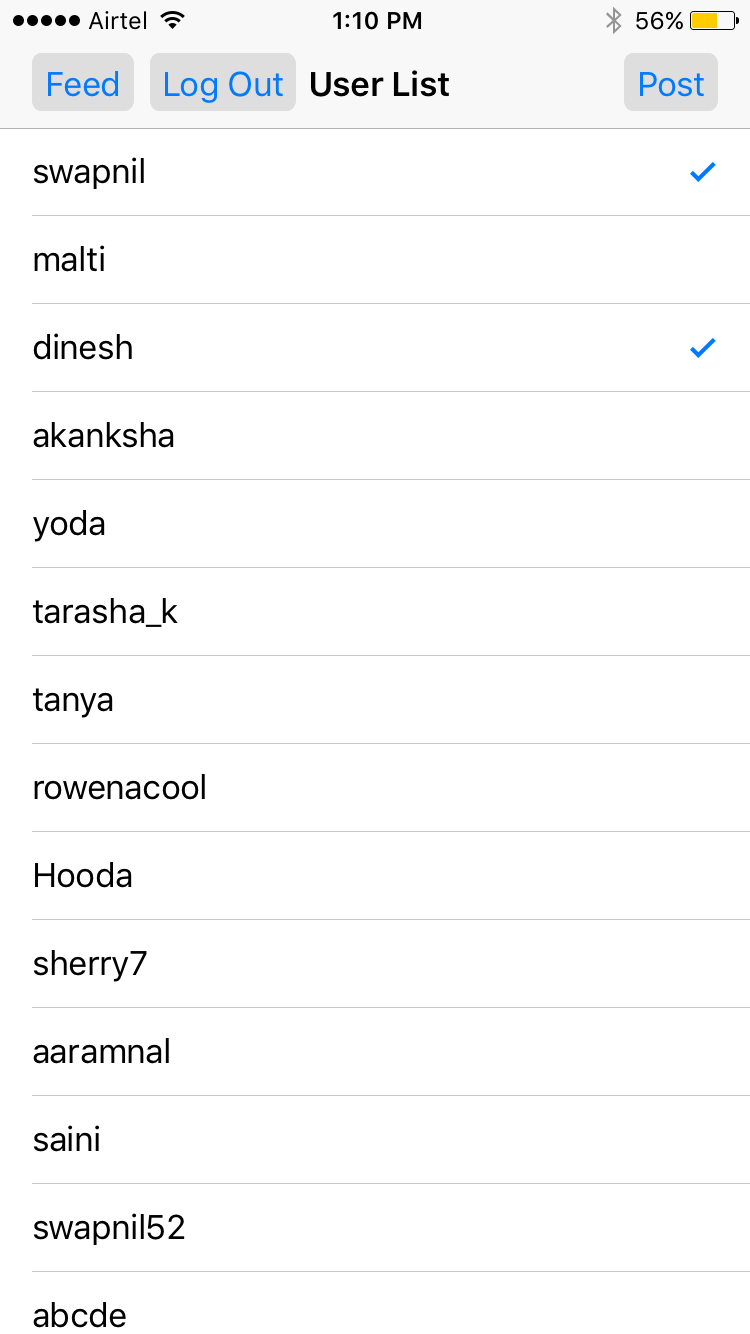 Airtel 1:10 PM 56%
Feed Log Out User List Post
swapnil
malti
dinesh
akanksha
yoda
tarasha_k
tanya
rowenacool
Hooda
sherry7
aaramnal
saini
swapnil52
abcde